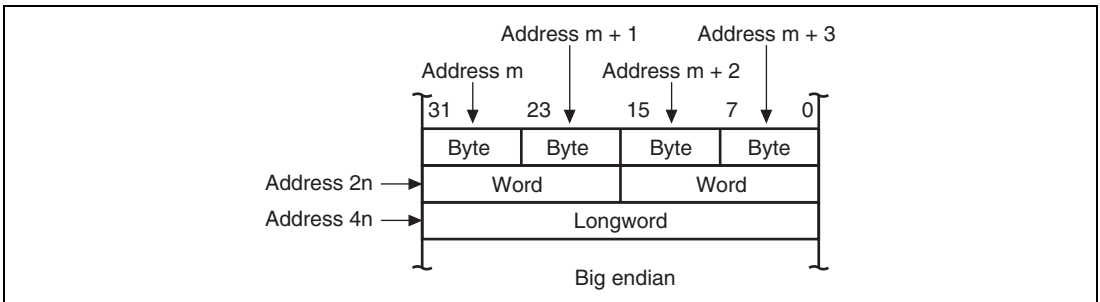 Address m + 1 Address m + 3
Address m Address m + 2
31 23 15 7 0
Byte Byte Byte Byte
Address 2n Word Word
Address 4n Longword
Big endian